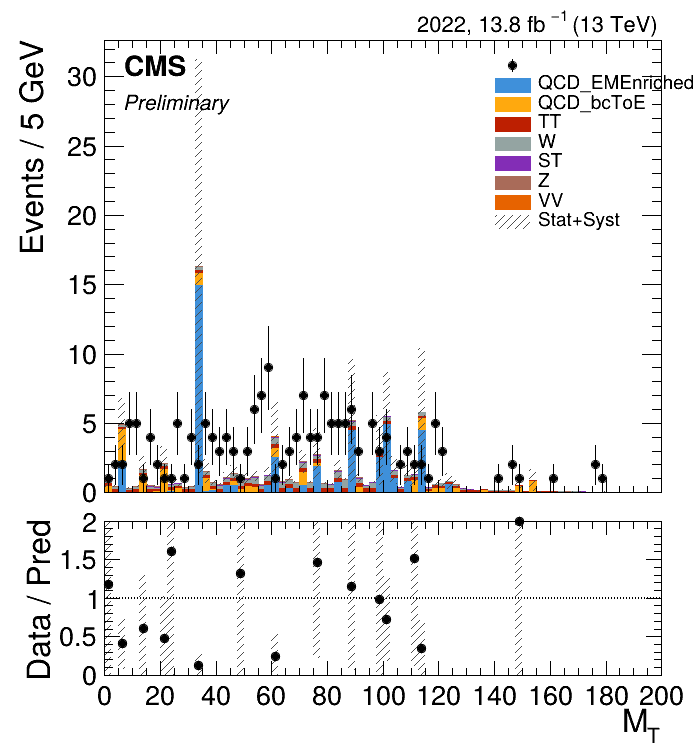 2022, 13.8 fb⁻¹ (13 TeV)
CMS
Preliminary
QCD_EMEnriched
QCD_bcToE
TT
W
ST
Z
VV
Stat+Syst
Events / 5 GeV
30
25
20
15
10
5
0
Data / Pred
2
1.5
1
0.5
0
0 20 40 60 80 100 120 140 160 180 200
M_T